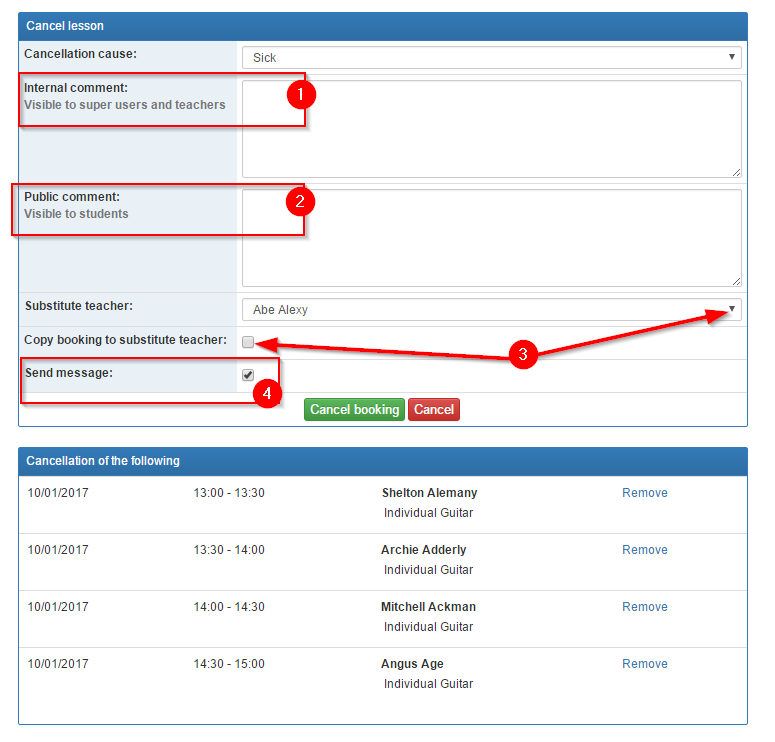 Cancel lesson
Cancellation cause: Sick
Internal comment: 1
Visible to super users and teachers
Public comment: 2
Visible to students
Substitute teacher: Abe Alexy
Copy booking to substitute teacher: 3
Send message: 4
Cancel booking Cancel
Cancellation of the following
10/01/2017 13:00 - 13:30 Shelton Alemany Remove
Individual Guitar
10/01/2017 13:30 - 14:00 Archie Adderly Remove
Individual Guitar
10/01/2017 14:00 - 14:30 Mitchell Ackman Remove
Individual Guitar
10/01/2017 14:30 - 15:00 Angus Age Remove
Individual Guitar